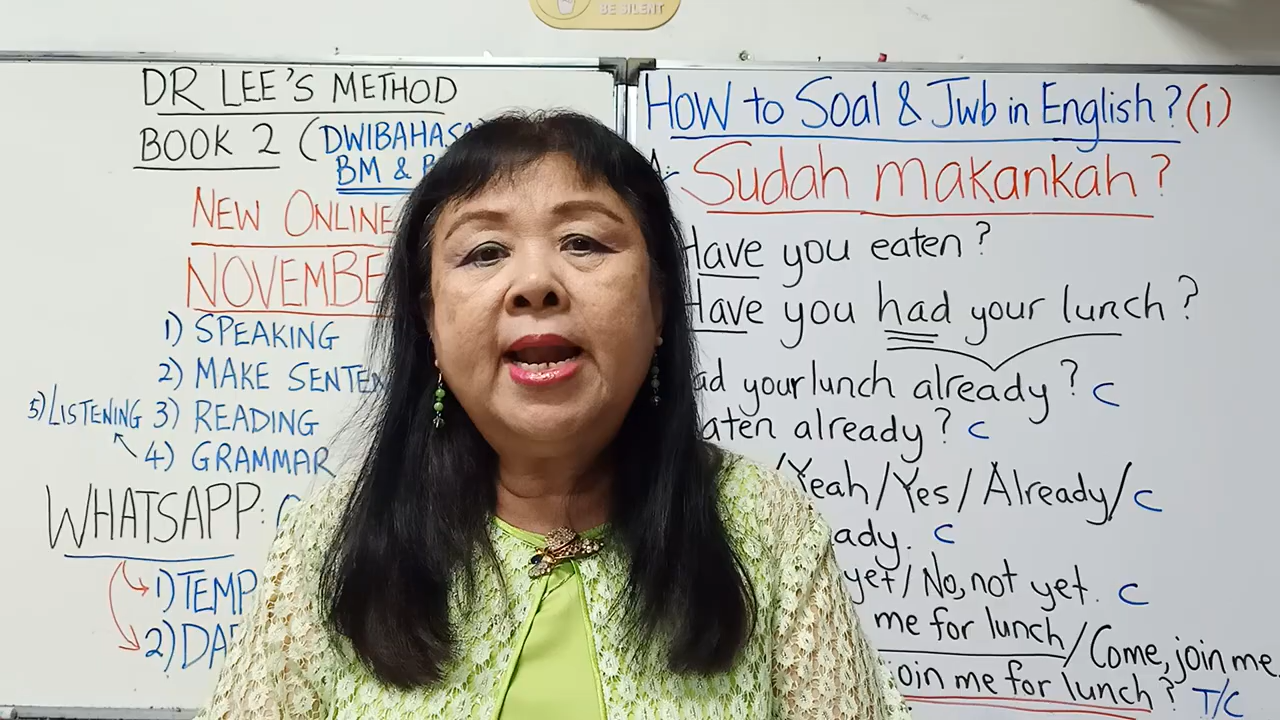 BE SILENT
DR LEE'S METHOD
BOOK 2 (DWIBAHASA
BM &
NEW ONLINE
NOVEMBE
1) SPEAKING
2) MAKE SENTEN
5) LISTENING 3) READING
4) GRAMMAR
WHATSAPP:
1) TEMP
2) DA
HOW to Soal & Jwb in English? (1)
A:- Sudah makankah?
Have you eaten?
Have you had your lunch?
ad your lunch already? C
aten already? C
/Yeah/Yes/Already/ C
ady. C
yet/No, not yet. C
me for lunch/Come, join me
oin me for lunch? T/C